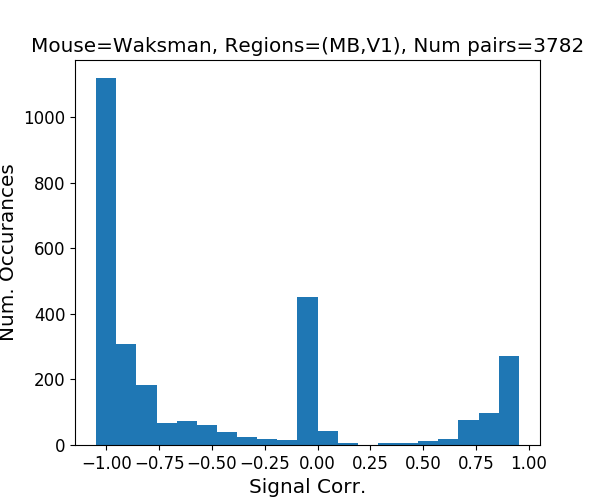 Mouse=Waksman, Regions=(MB,V1), Num pairs=3782
Num. Occurances
1000
800
600
400
200
0
−1.00 −0.75 −0.50 −0.25 0.00 0.25 0.50 0.75 1.00
Signal Corr.